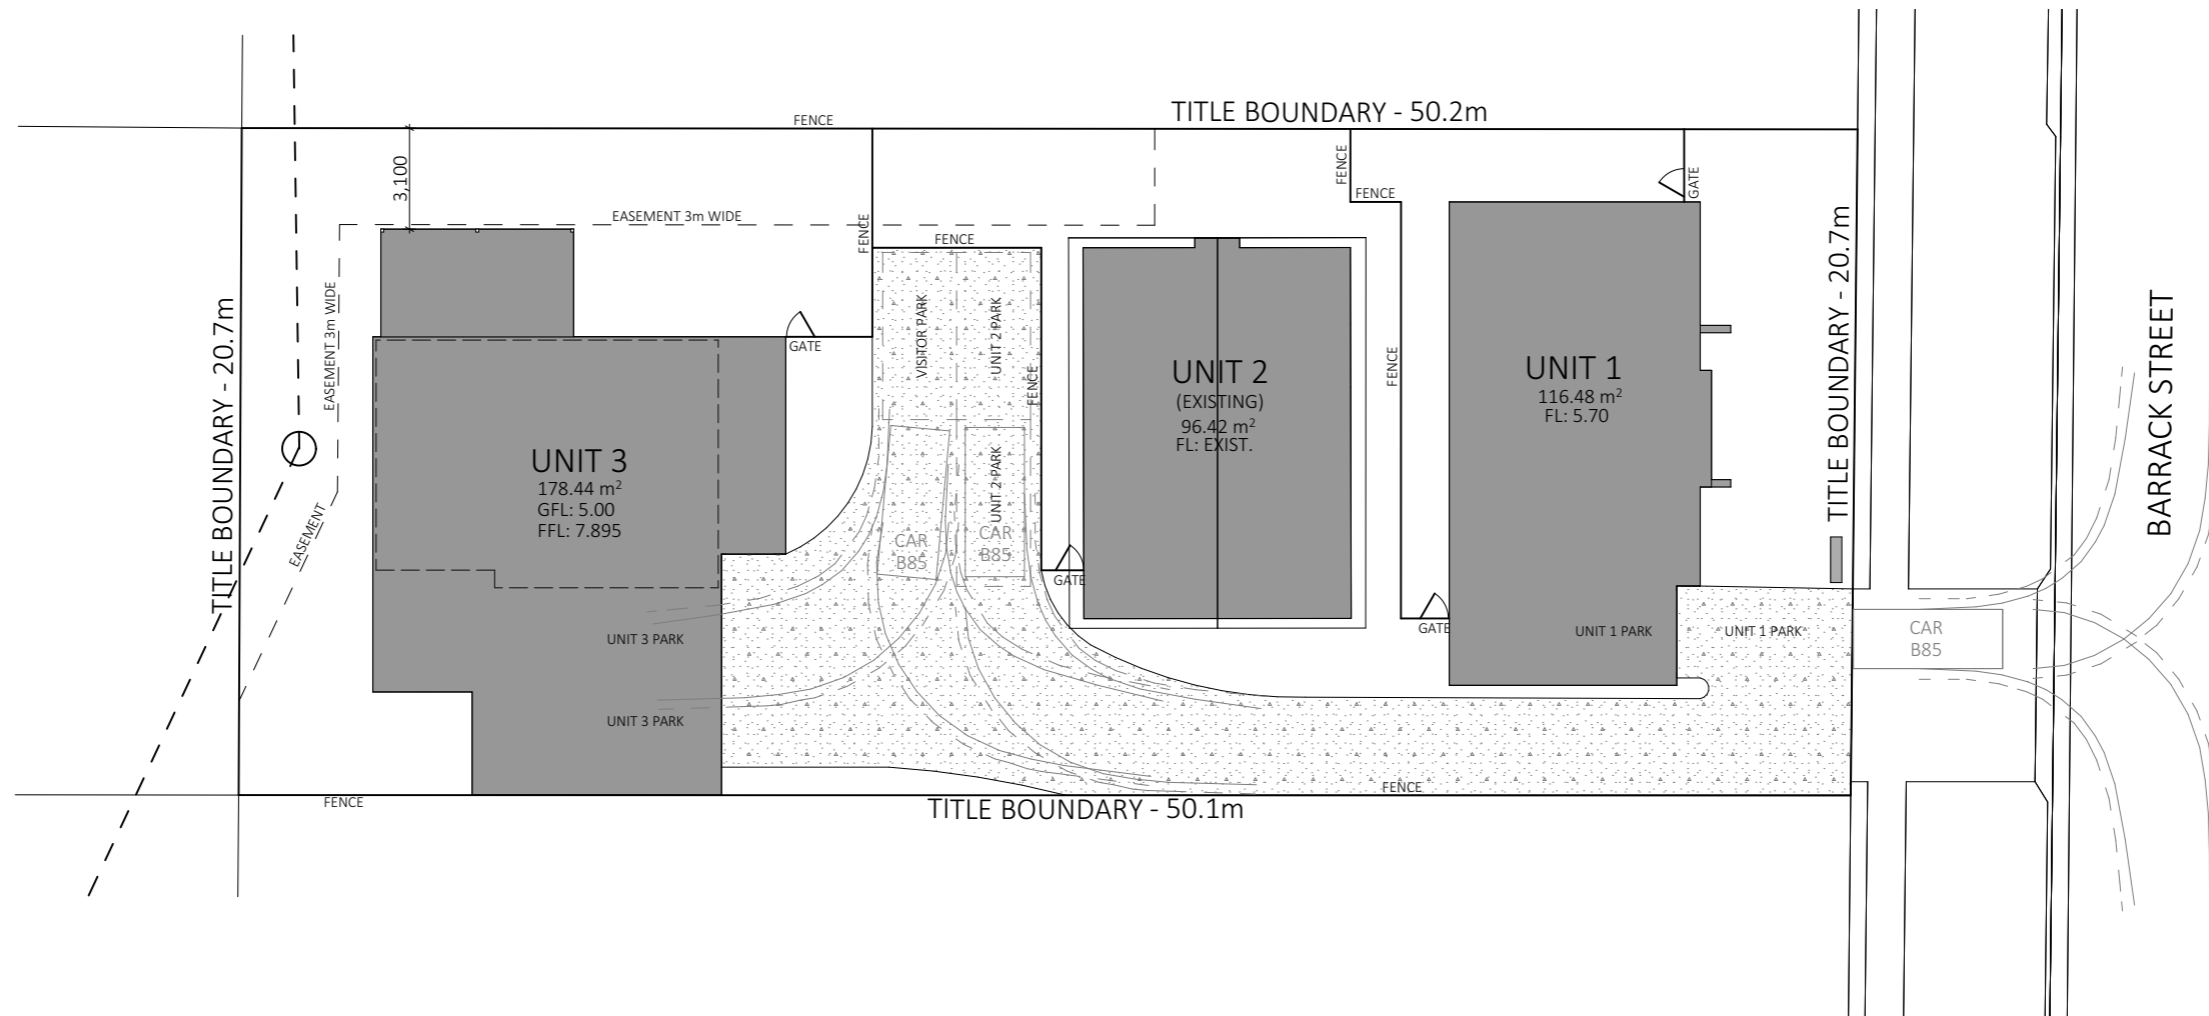 TITLE BOUNDARY - 50.2m
FENCE
3,100
FENCE
FENCE
GATE
EASEMENT 3m WIDE
FENCE
FENCE
TITLE BOUNDARY - 20.7m
EASEMENT 3m WIDE
EASEMENT
TITLE BOUNDARY - 20.7m
BARRACK STREET
GATE
VISITOR PARK
UNIT 2 PARK
FENCE
FENCE
UNIT 2
(EXISTING)
96.42 m²
FL: EXIST.
UNIT 1
116.48 m²
FL: 5.70
UNIT 3
178.44 m²
GFL: 5.00
FFL: 7.895
UNIT 2 PARK
CAR
B85
CAR
B85
GATE
GATE
UNIT 3 PARK
UNIT 3 PARK
UNIT 1 PARK
UNIT 1 PARK
CAR
B85
FENCE
FENCE
TITLE BOUNDARY - 50.1m